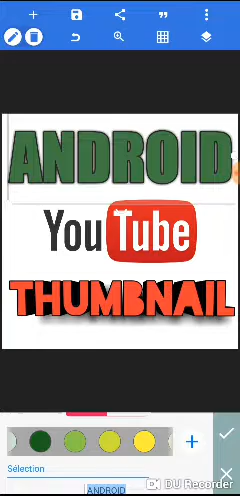 ANDROID
YouTube
THUMBNAIL
Sélection
ANDROID
DU Recorder